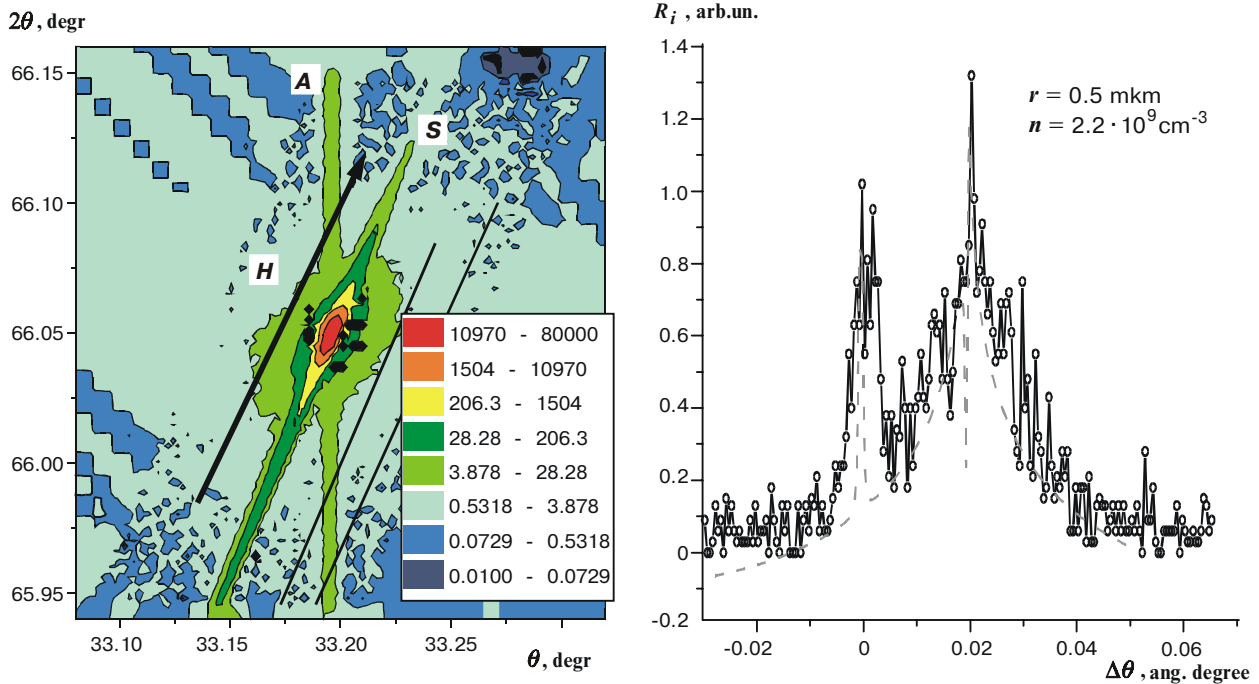 2θ, degr
66.15
66.10
66.05
66.00
65.95
A
S
H
10970 - 80000
1504 - 10970
206.3 - 1504
28.28 - 206.3
3.878 - 28.28
0.5318 - 3.878
0.0729 - 0.5318
0.0100 - 0.0729
33.10 33.15 33.20 33.25
θ, degr
R_i, arb.un.
1.4
1.2
1.0
0.8
0.6
0.4
0.2
0
-0.2
r = 0.5 mkm
n = 2.2 · 10⁹cm⁻³
-0.02 0 0.02 0.04 0.06
Δθ, ang. degree